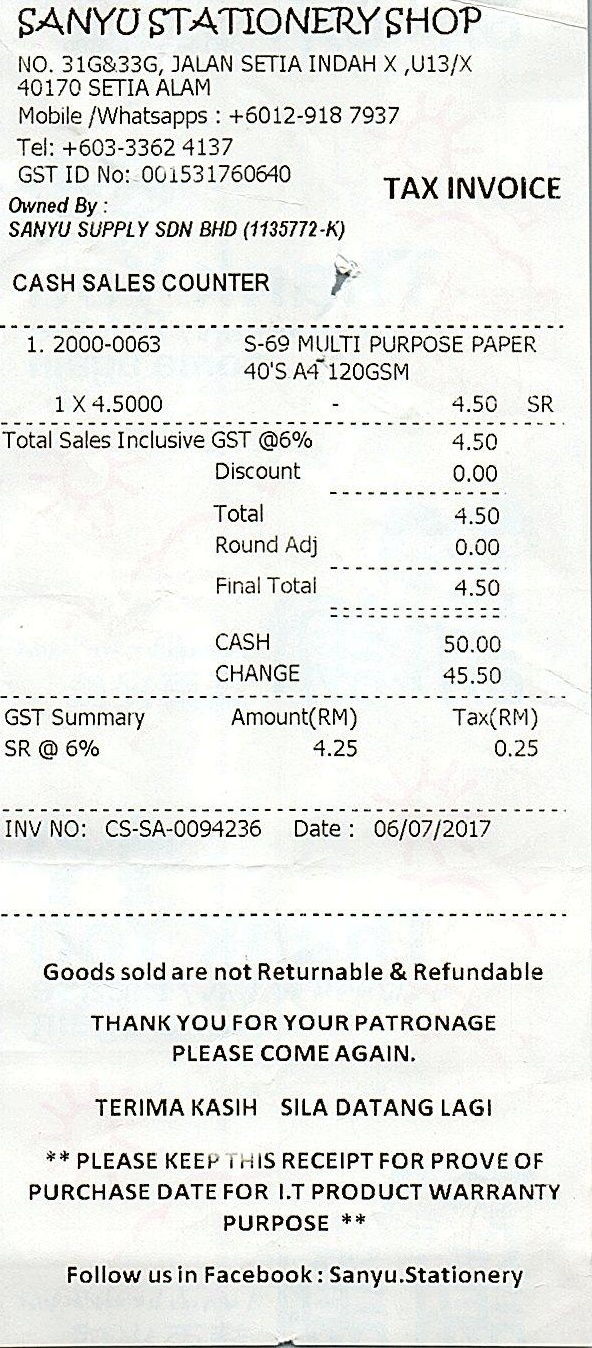 SANYU STATIONERY SHOP
NO. 31G&33G, JALAN SETIA INDAH X ,U13/X
40170 SETIA ALAM
Mobile /Whatsapps : +6012-918 7937
Tel: +603-3362 4137
GST ID No: 001531760640
TAX INVOICE
Owned By :
SANYU SUPPLY SDN BHD (1135772-K)
CASH SALES COUNTER
1. 2000-0063 S-69 MULTI PURPOSE PAPER
40'S A4 120GSM
1 X 4.5000 - 4.50 SR
Total Sales Inclusive GST @6% 4.50
Discount 0.00
Total 4.50
Round Adj 0.00
Final Total 4.50
CASH 50.00
CHANGE 45.50
GST Summary Amount(RM) Tax(RM)
SR @ 6% 4.25 0.25
INV NO: CS-SA-0094236 Date : 06/07/2017
Goods sold are not Returnable & Refundable
THANK YOU FOR YOUR PATRONAGE
PLEASE COME AGAIN.
TERIMA KASIH SILA DATANG LAGI
** PLEASE KEEP THIS RECEIPT FOR PROVE OF
PURCHASE DATE FOR I.T PRODUCT WARRANTY
PURPOSE **
Follow us in Facebook : Sanyu.Stationery